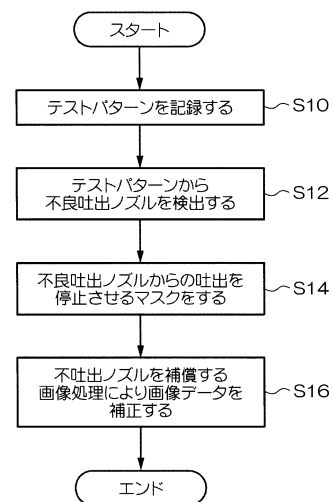 スタート
テストパターンを記録する
S10
テストパターンから
不良吐出ノズルを検出する
S12
不良吐出ノズルからの吐出を
停止させるマスクをする
S14
不吐出ノズルを補償する
画像処理により画像データを
補正する
S16
エンド